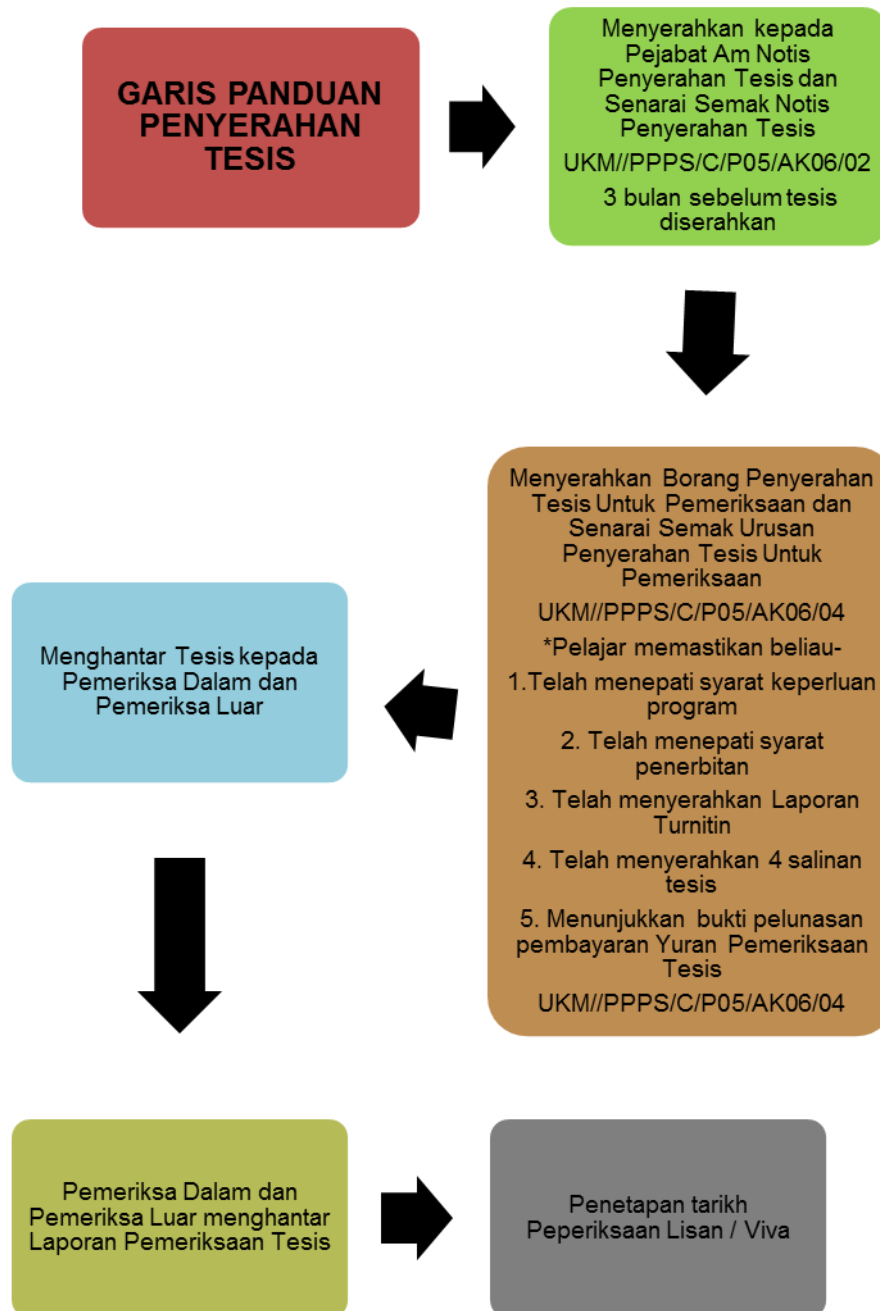 GARIS PANDUAN
PENYERAHAN
TESIS
Menyerahkan kepada
Pejabat Am Notis
Penyerahan Tesis dan
Senarai Semak Notis
Penyerahan Tesis
UKM//PPPS/C/P05/AK06/02
3 bulan sebelum tesis
diserahkan
Menyerahkan Borang Penyerahan
Tesis Untuk Pemeriksaan dan
Senarai Semak Urusan
Penyerahan Tesis Untuk
Pemeriksaan
UKM//PPPS/C/P05/AK06/04
*Pelajar memastikan beliau-
1.Telah menepati syarat keperluan
program
2. Telah menepati syarat
penerbitan
3. Telah menyerahkan Laporan
Turnitin
4. Telah menyerahkan 4 salinan
tesis
5. Menunjukkan bukti pelunasan
pembayaran Yuran Pemeriksaan
Tesis
UKM//PPPS/C/P05/AK06/04
Menghantar Tesis kepada
Pemeriksa Dalam dan
Pemeriksa Luar
Pemeriksa Dalam dan
Pemeriksa Luar menghantar
Laporan Pemeriksaan Tesis
Penetapan tarikh
Peperiksaan Lisan / Viva